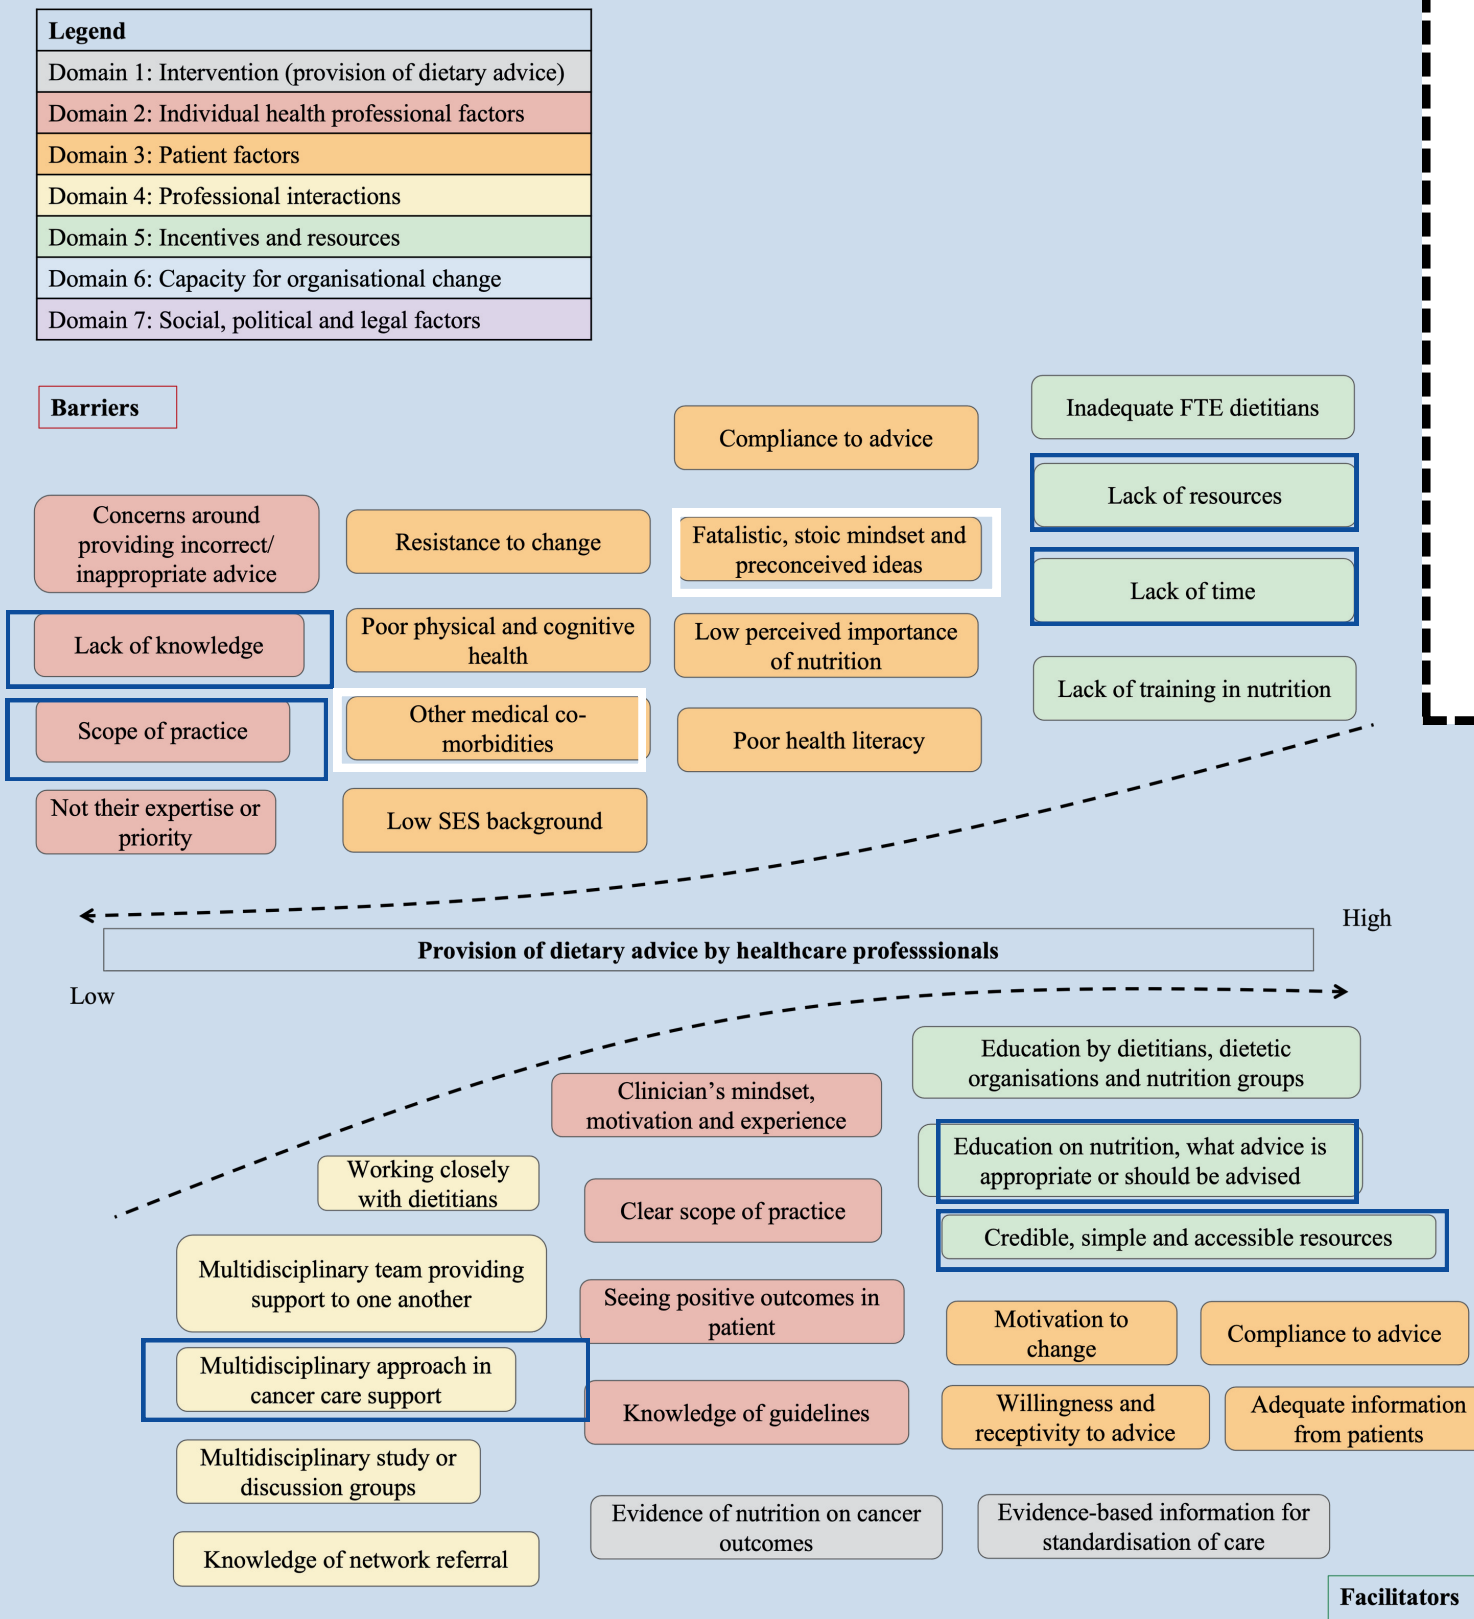 Legend
Domain 1: Intervention (provision of dietary advice)
Domain 2: Individual health professional factors
Domain 3: Patient factors
Domain 4: Professional interactions
Domain 5: Incentives and resources
Domain 6: Capacity for organisational change
Domain 7: Social, political and legal factors
Barriers
Concerns around
providing incorrect/
inappropriate advice
Lack of knowledge
Scope of practice
Not their expertise or
priority
Resistance to change
Poor physical and cognitive
health
Other medical co-
morbidities
Low SES background
Compliance to advice
Fatalistic, stoic mindset and
preconceived ideas
Low perceived importance
of nutrition
Poor health literacy
Inadequate FTE dietitians
Lack of resources
Lack of time
Lack of training in nutrition
High
Provision of dietary advice by healthcare professsionals
Low
Working closely
with dietitians
Multidisciplinary team providing
support to one another
Multidisciplinary approach in
cancer care support
Multidisciplinary study or
discussion groups
Knowledge of network referral
Clinician’s mindset,
motivation and experience
Clear scope of practice
Seeing positive outcomes in
patient
Knowledge of guidelines
Evidence of nutrition on cancer
outcomes
Education by dietitians, dietetic
organisations and nutrition groups
Education on nutrition, what advice is
appropriate or should be advised
Credible, simple and accessible resources
Motivation to
change
Compliance to advice
Willingness and
receptivity to advice
Adequate information
from patients
Evidence-based information for
standardisation of care
Facilitators